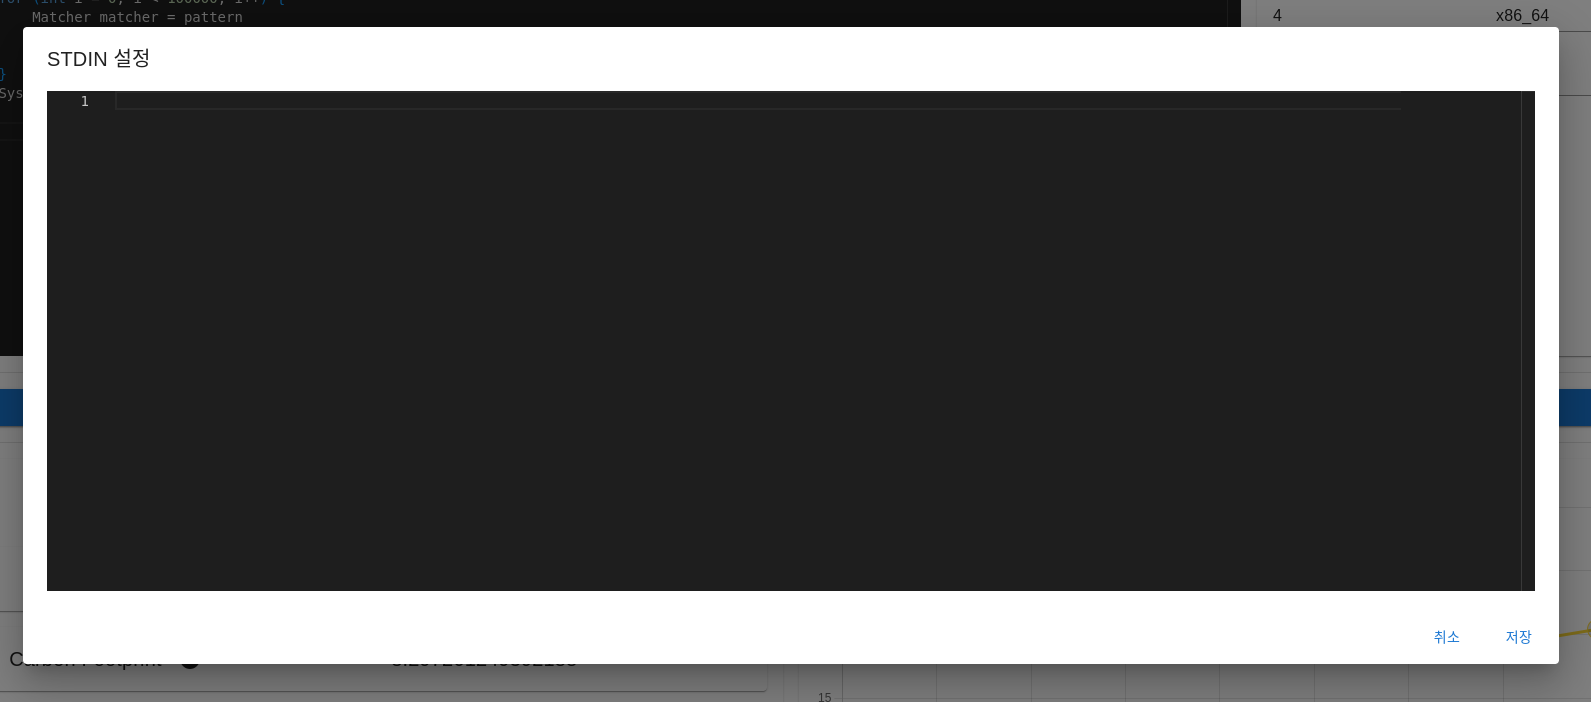 Matcher matcher = pattern
4 x86_64
STDIN 설정
}
Sys
1
취소 저장
15